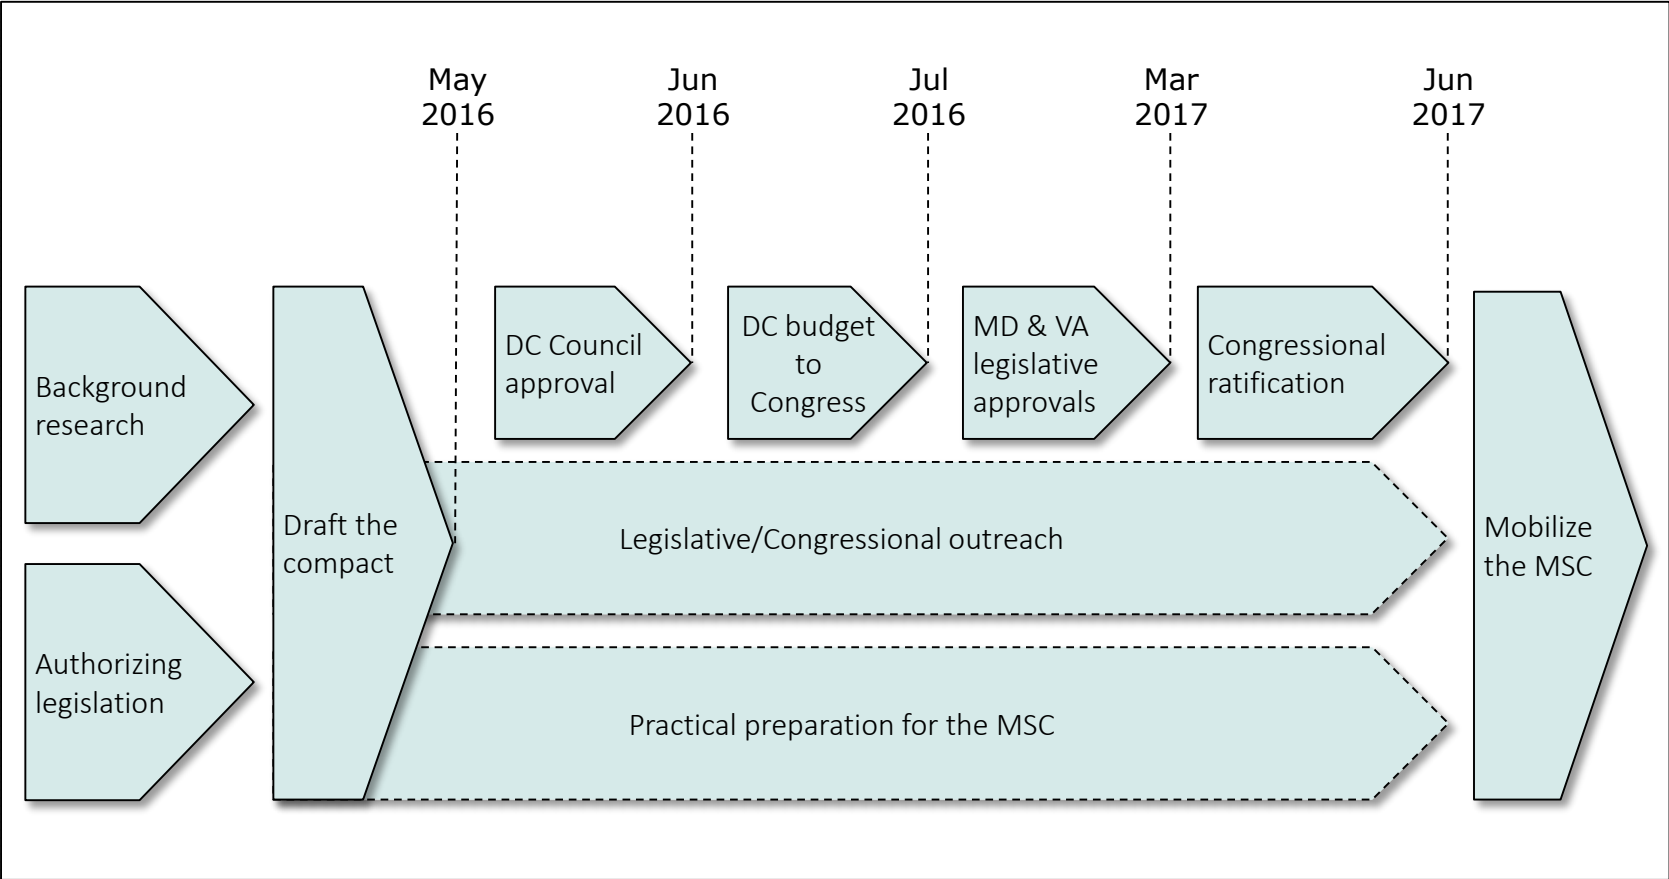 May
2016
Jun
2016
Jul
2016
Mar
2017
Jun
2017
Background
research
Authorizing
legislation
Draft the
compact
DC Council
approval
DC budget
to
Congress
MD & VA
legislative
approvals
Congressional
ratification
Legislative/Congressional outreach
Practical preparation for the MSC
Mobilize
the MSC